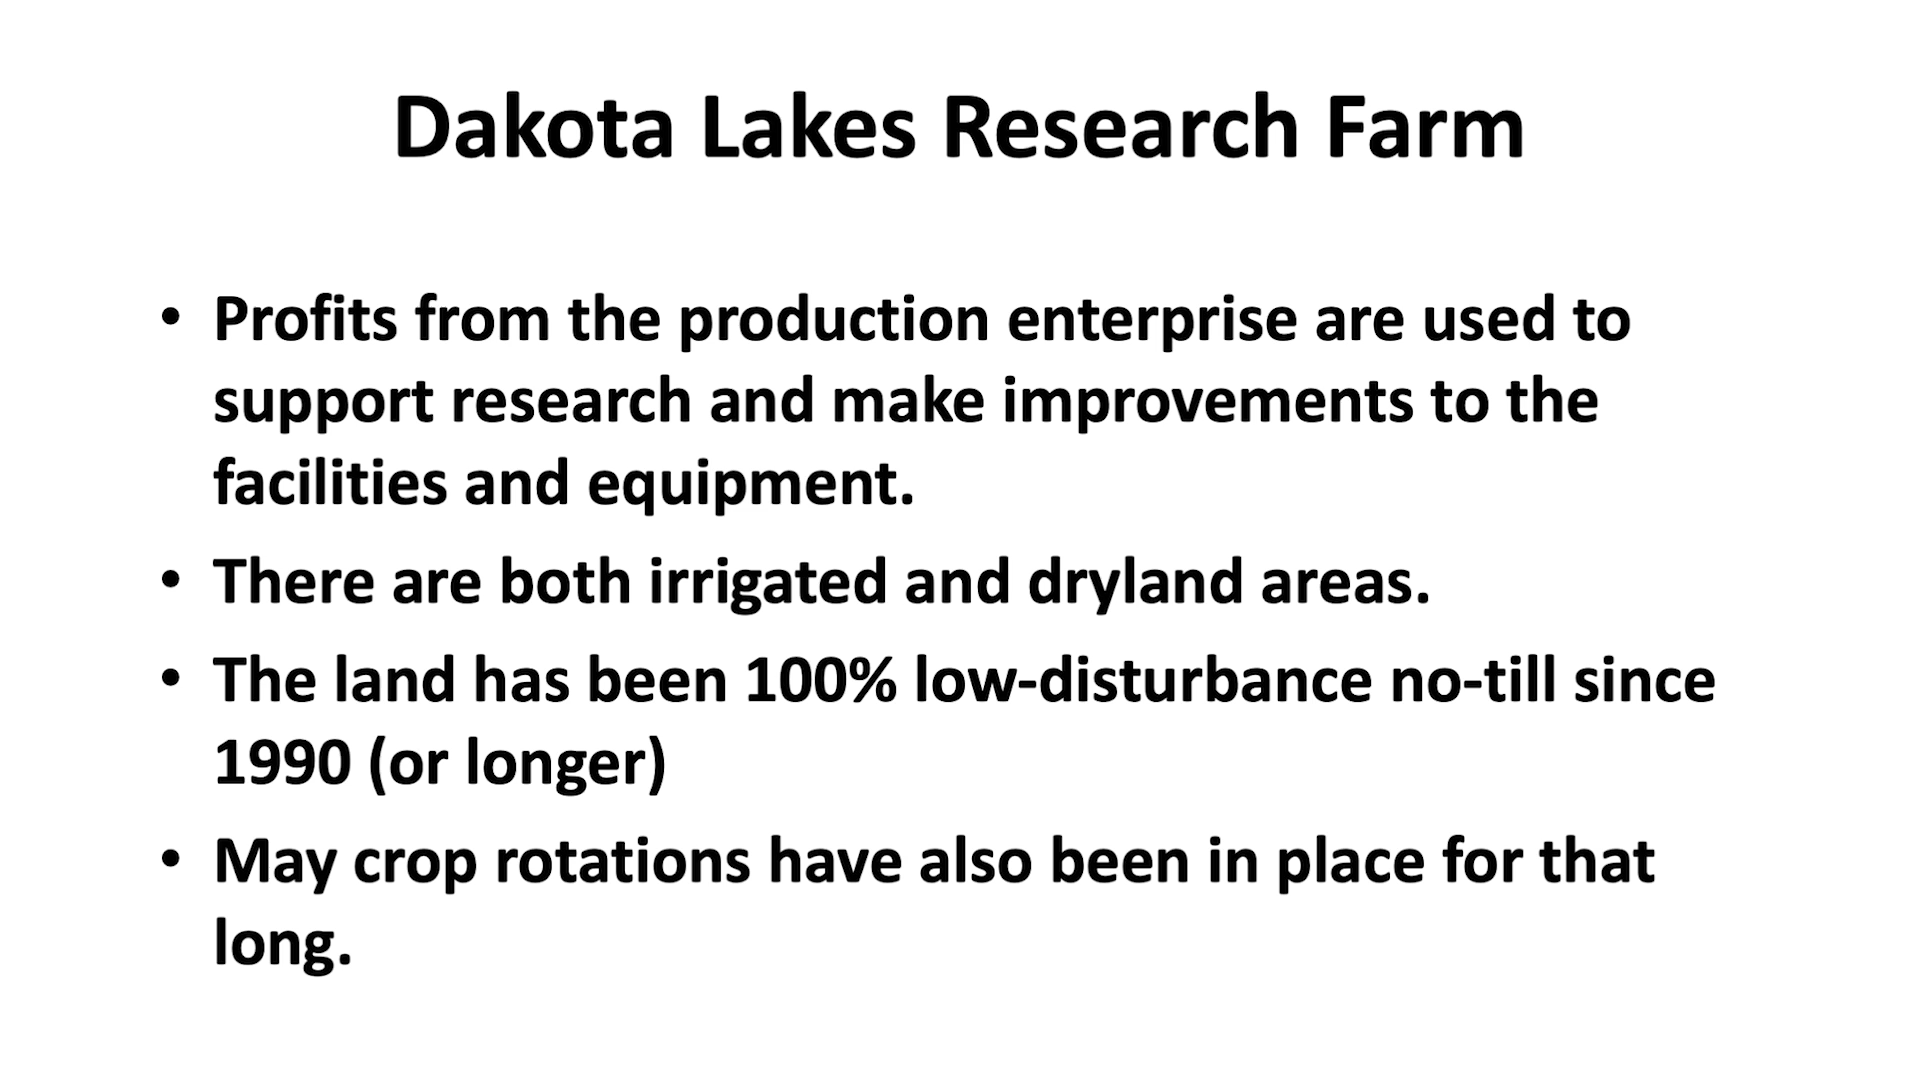 Dakota Lakes Research Farm
• Profits from the production enterprise are used to
support research and make improvements to the
facilities and equipment.
• There are both irrigated and dryland areas.
• The land has been 100% low-disturbance no-till since
1990 (or longer)
• May crop rotations have also been in place for that
long.